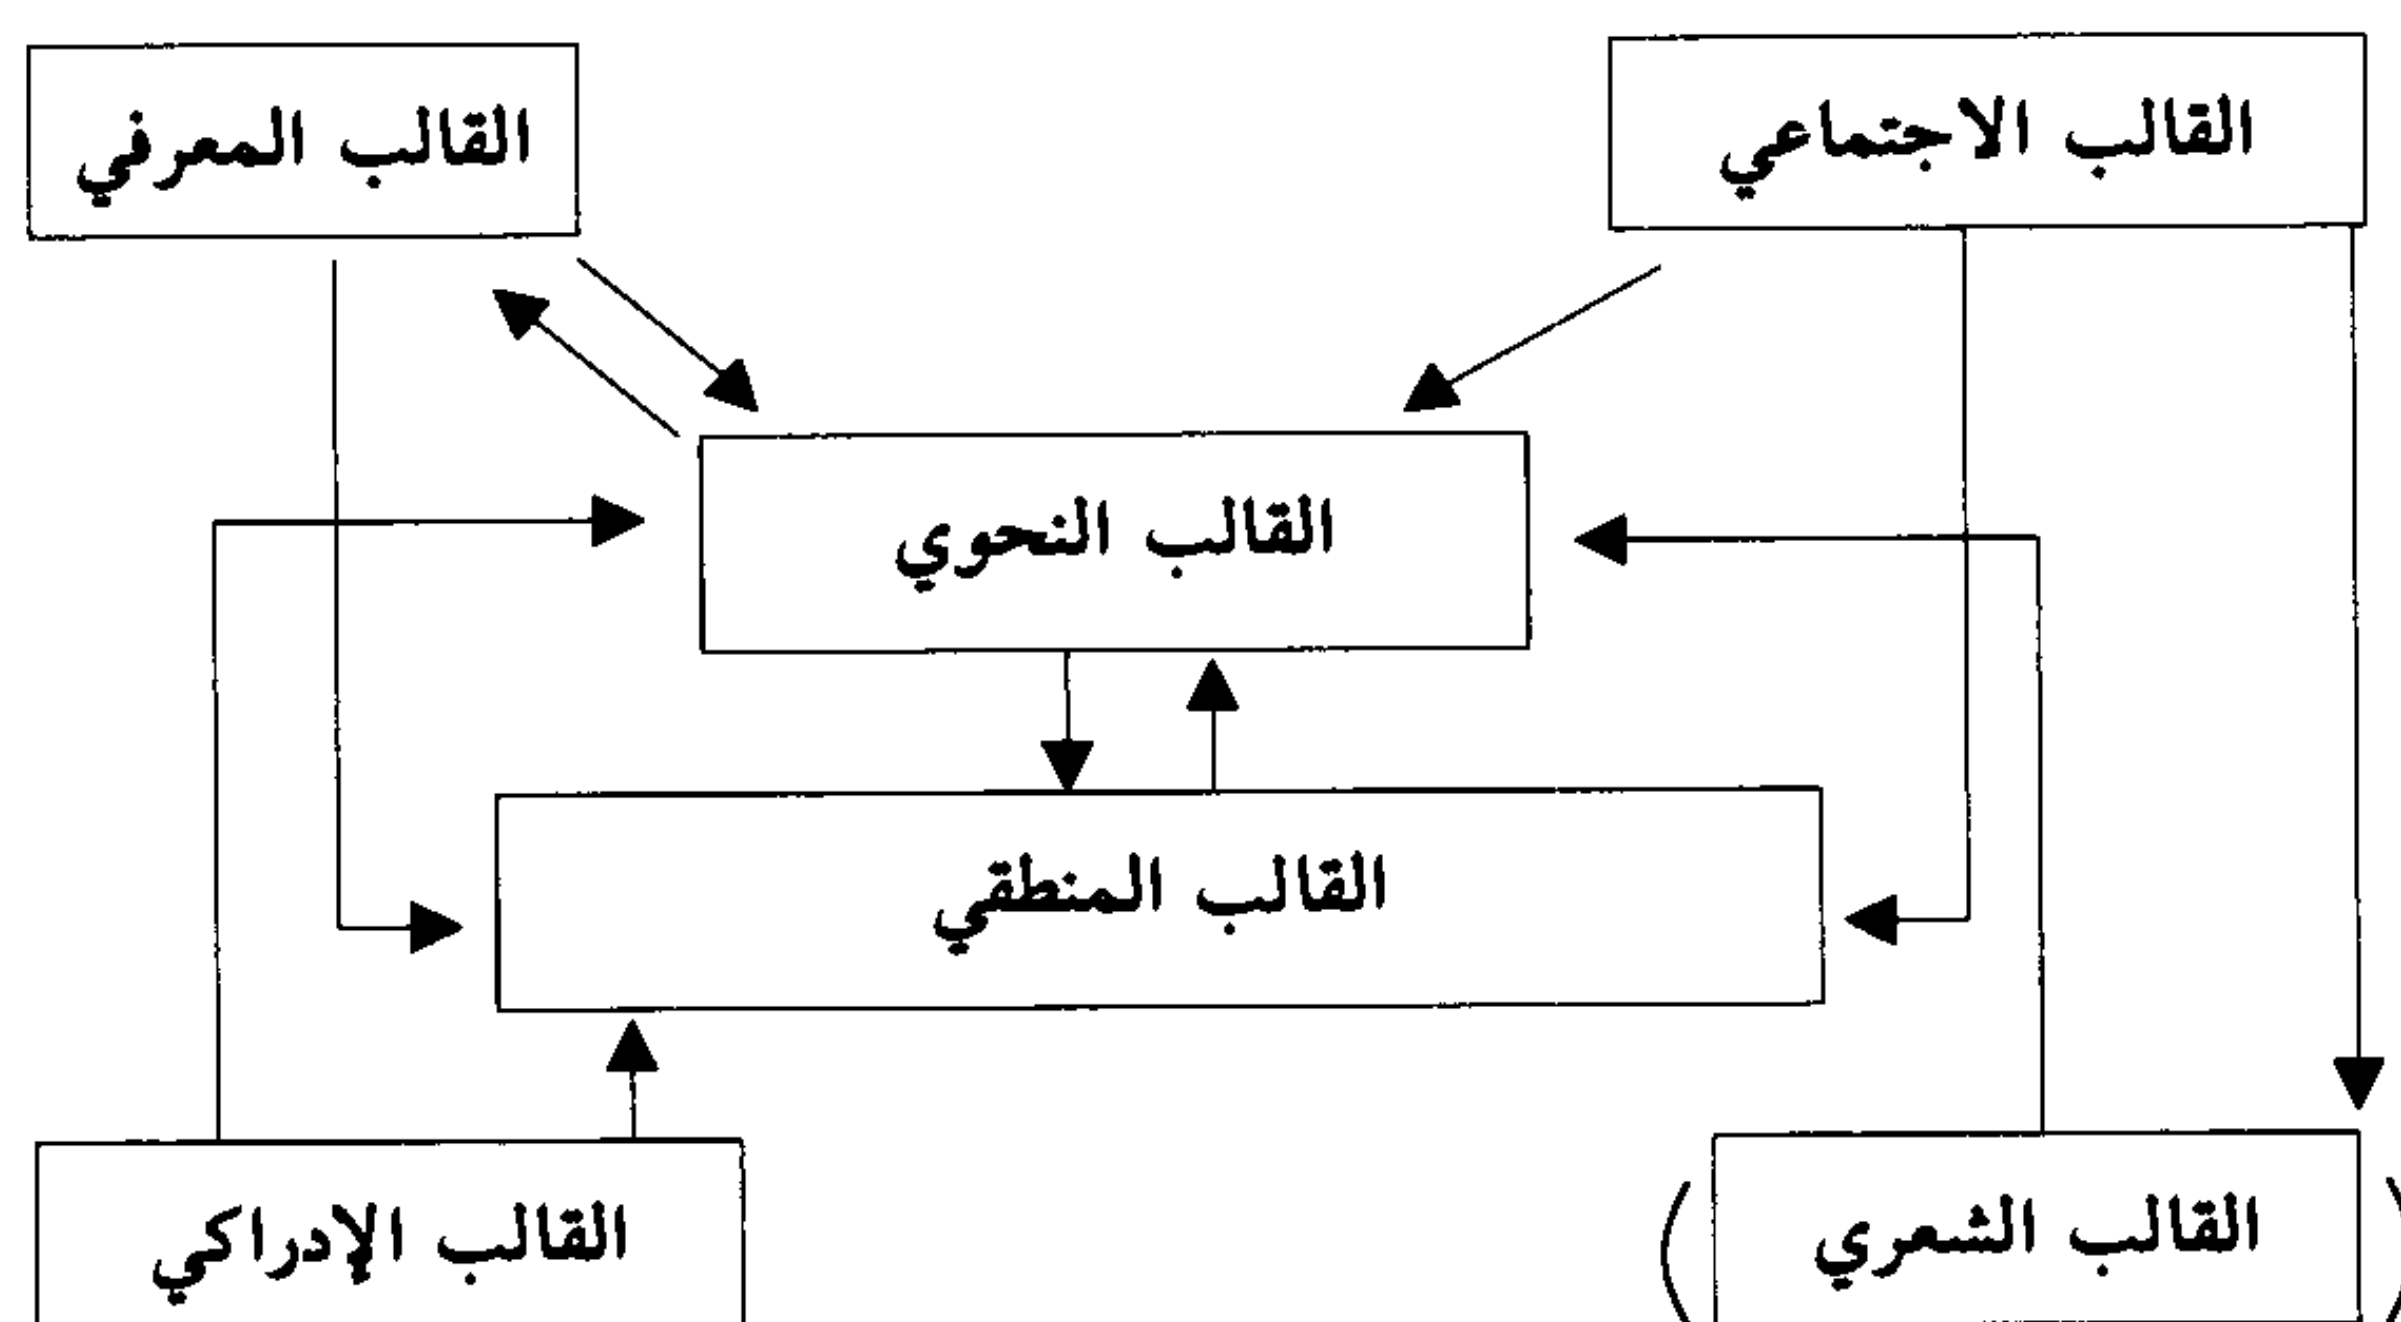 القالب الاجتماعي
القالب المعرفي
القالب النحوي
القالب المنطقي
(القالب الشعري)
القالب الإدراكي